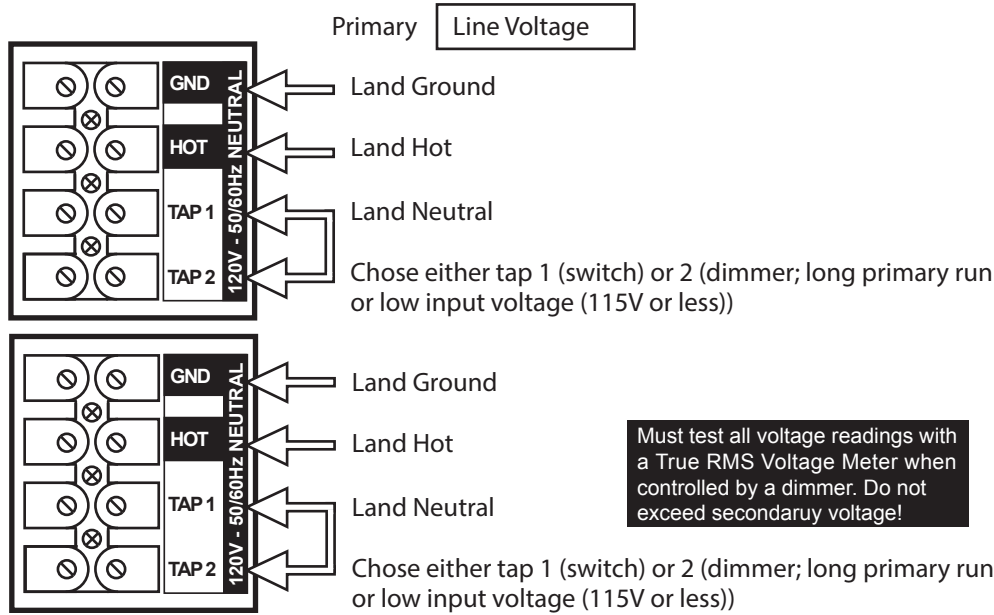 Primary Line Voltage
GND
HOT
TAP 1
TAP 2
120V - 50/60Hz NEUTRAL
Land Ground
Land Hot
Land Neutral
Chose either tap 1 (switch) or 2 (dimmer; long primary run
or low input voltage (115V or less))
GND
HOT
TAP 1
TAP 2
120V - 50/60Hz NEUTRAL
Land Ground
Land Hot
Land Neutral
Chose either tap 1 (switch) or 2 (dimmer; long primary run
or low input voltage (115V or less))
Must test all voltage readings with
a True RMS Voltage Meter when
controlled by a dimmer. Do not
exceed secondaruy voltage!